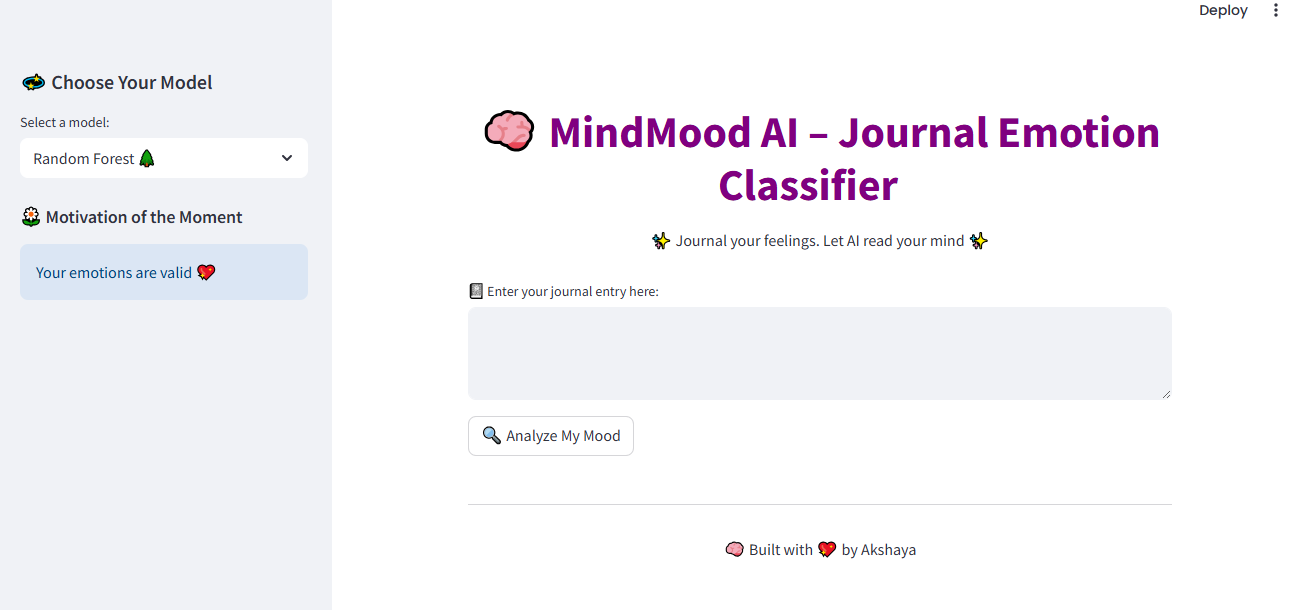 Deploy
💫 Choose Your Model
Select a model:
Random Forest 🌲
🌼 Motivation of the Moment
Your emotions are valid 💖
🧠 MindMood AI – Journal Emotion
Classifier
✨ Journal your feelings. Let AI read your mind ✨
📓 Enter your journal entry here:
🔍 Analyze My Mood
🧠 Built with 💖 by Akshaya